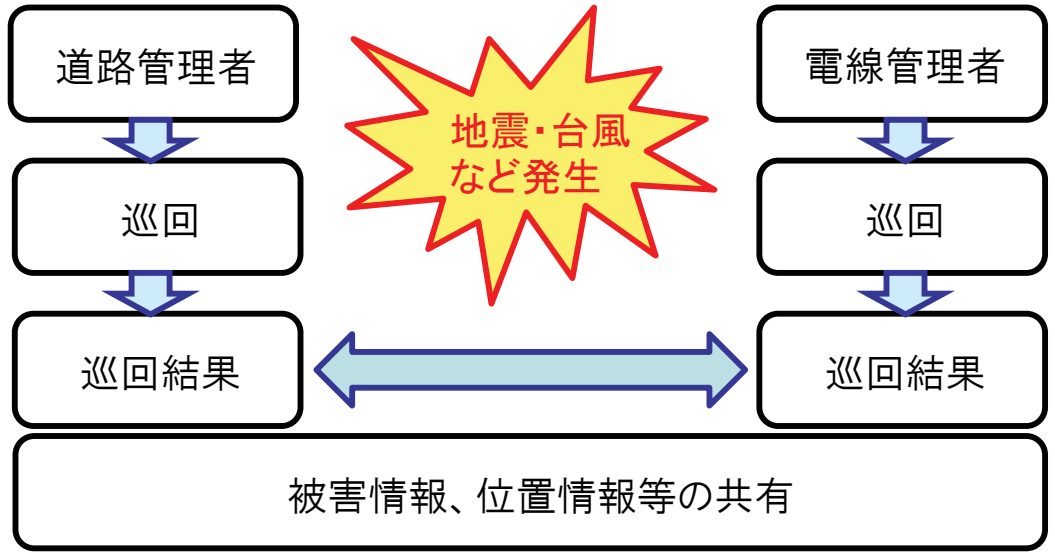 道路管理者
地震・台風
など発生
電線管理者
巡回
巡回
巡回結果
巡回結果
被害情報、位置情報等の共有